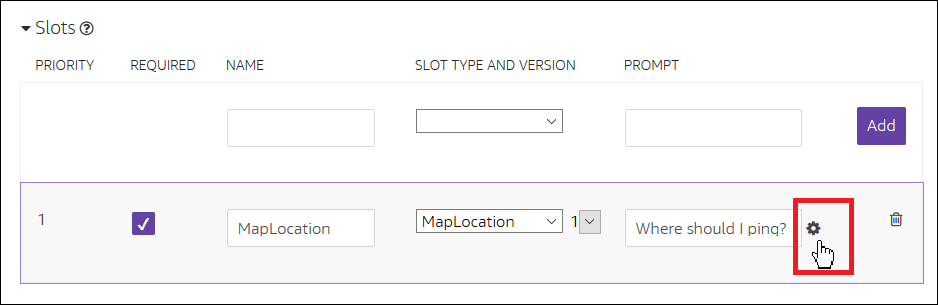 Slots ?
PRIORITY REQUIRED NAME SLOT TYPE AND VERSION PROMPT
Add
1 MapLocation MapLocation 1 Where should I ping?